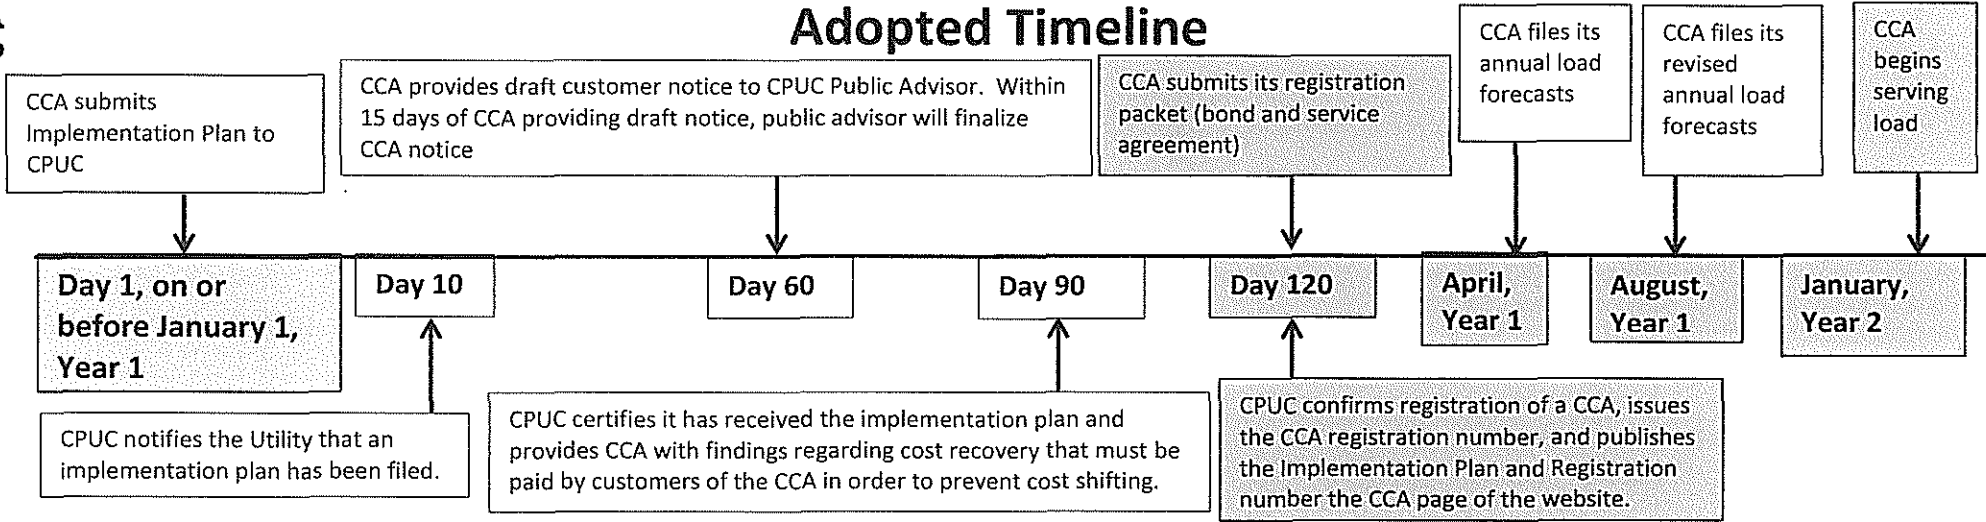 Adopted Timeline
CCA submits
Implementation Plan to
CPUC
CCA provides draft customer notice to CPUC Public Advisor. Within
15 days of CCA providing draft notice, public advisor will finalize
CCA notice
CCA submits its registration
packet (bond and service
agreement)
CCA files its
annual load
forecasts
CCA files its
revised
annual load
forecasts
CCA
begins
serving
load
Day 1, on or
before January 1,
Year 1
Day 10
Day 60
Day 90
Day 120
April,
Year 1
August,
Year 1
January,
Year 2
CPUC notifies the Utility that an
implementation plan has been filed.
CPUC certifies it has received the implementation plan and
provides CCA with findings regarding cost recovery that must be
paid by customers of the CCA in order to prevent cost shifting.
CPUC confirms registration of a CCA, issues
the CCA registration number, and publishes
the Implementation Plan and Registration
number the CCA page of the website.